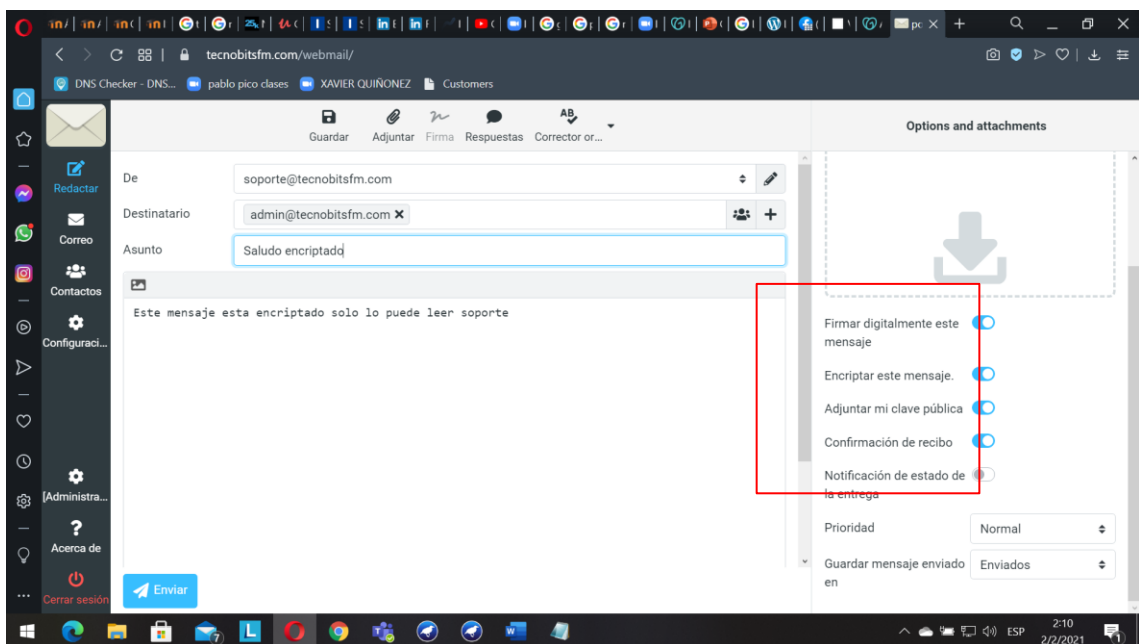 tecnobitsfm.com/webmail/
DNS Checker - DNS... pablo pico clases XAVIER QUIÑONEZ Customers
Guardar Adjuntar Firma Respuestas Corrector or...
Options and attachments
Redactar
Correo
Contactos
Configuraci...
[Administra...
Acerca de
Cerrar sesión
De soporte@tecnobitsfm.com
Destinatario admin@tecnobitsfm.com
Asunto Saludo encriptado
Este mensaje esta encriptado solo lo puede leer soporte
Enviar
Firmar digitalmente este
mensaje
Encriptar este mensaje.
Adjuntar mi clave pública
Confirmación de recibo
Notificación de estado de
la entrega
Prioridad Normal
Guardar mensaje enviado Enviados
en
ESP 2:10
2/2/2021